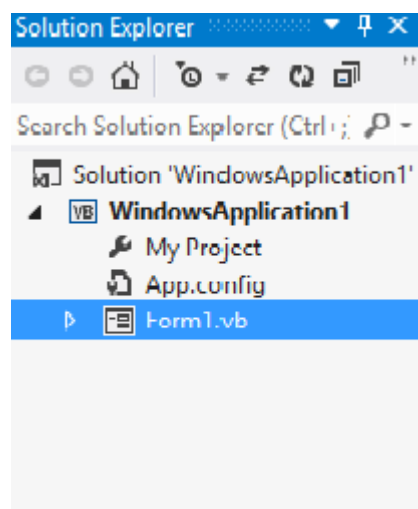 Solution Explorer
Search Solution Explorer (Ctrl+;
Solution 'WindowsApplication1'
VB WindowsApplication1
My Project
App.config
Form1.vb